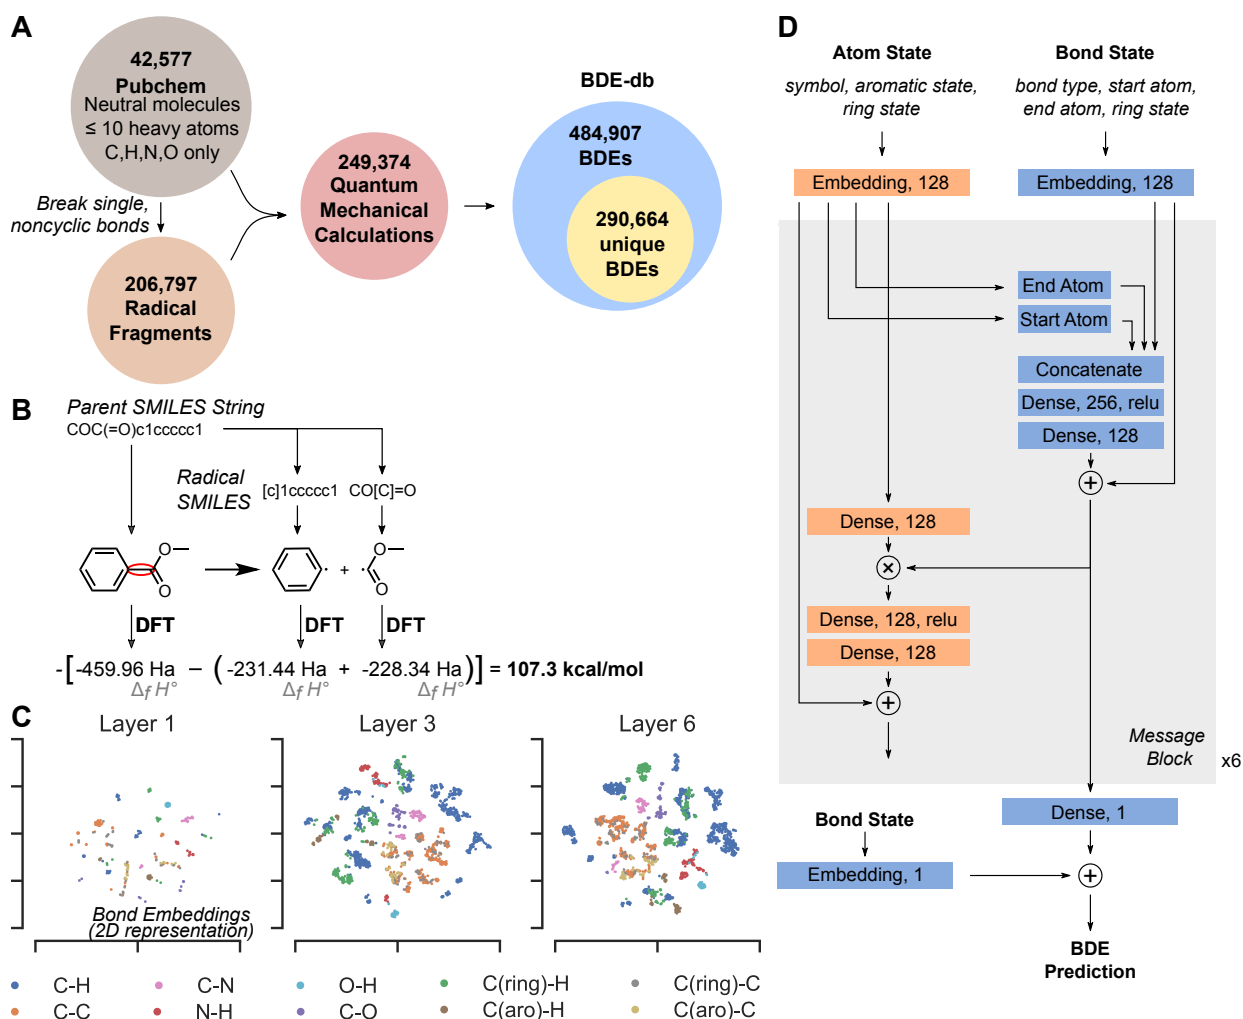 A
42,577
Pubchem
Neutral molecules
≤ 10 heavy atoms
C,H,N,O only
Break single,
noncyclic bonds
206,797
Radical
Fragments
249,374
Quantum
Mechanical
Calculations
BDE-db
484,907
BDEs
290,664
unique
BDEs
B
Parent SMILES String
COC(=O)c1ccccc1
Radical
SMILES
[c]1ccccc1
CO[C]=O
O
O
+
O
O
DFT
DFT
DFT
-[-459.96 Ha − (-231.44 Ha + -228.34 Ha)] = 107.3 kcal/mol
Δf H° Δf H° Δf H°
C
Layer 1
Layer 3
Layer 6
Bond Embeddings
(2D representation)
C-H
C-N
O-H
C(ring)-H
C(ring)-C
C-C
N-H
C-O
C(aro)-H
C(aro)-C
D
Atom State
symbol, aromatic state,
ring state
Bond State
bond type, start atom,
end atom, ring state
Embedding, 128
Embedding, 128
End Atom
Start Atom
Concatenate
Dense, 256, relu
Dense, 128
+
Dense, 128
×
Dense, 128, relu
Dense, 128
+
Message
Block
x6
Dense, 1
Bond State
Embedding, 1
+
BDE
Prediction